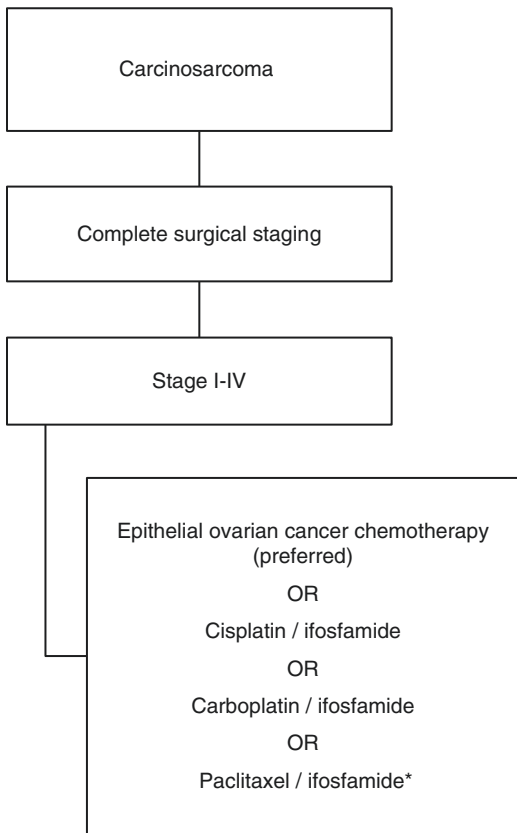 Carcinosarcoma
Complete surgical staging
Stage I-IV
Epithelial ovarian cancer chemotherapy
(preferred)
OR
Cisplatin / ifosfamide
OR
Carboplatin / ifosfamide
OR
Paclitaxel / ifosfamide*